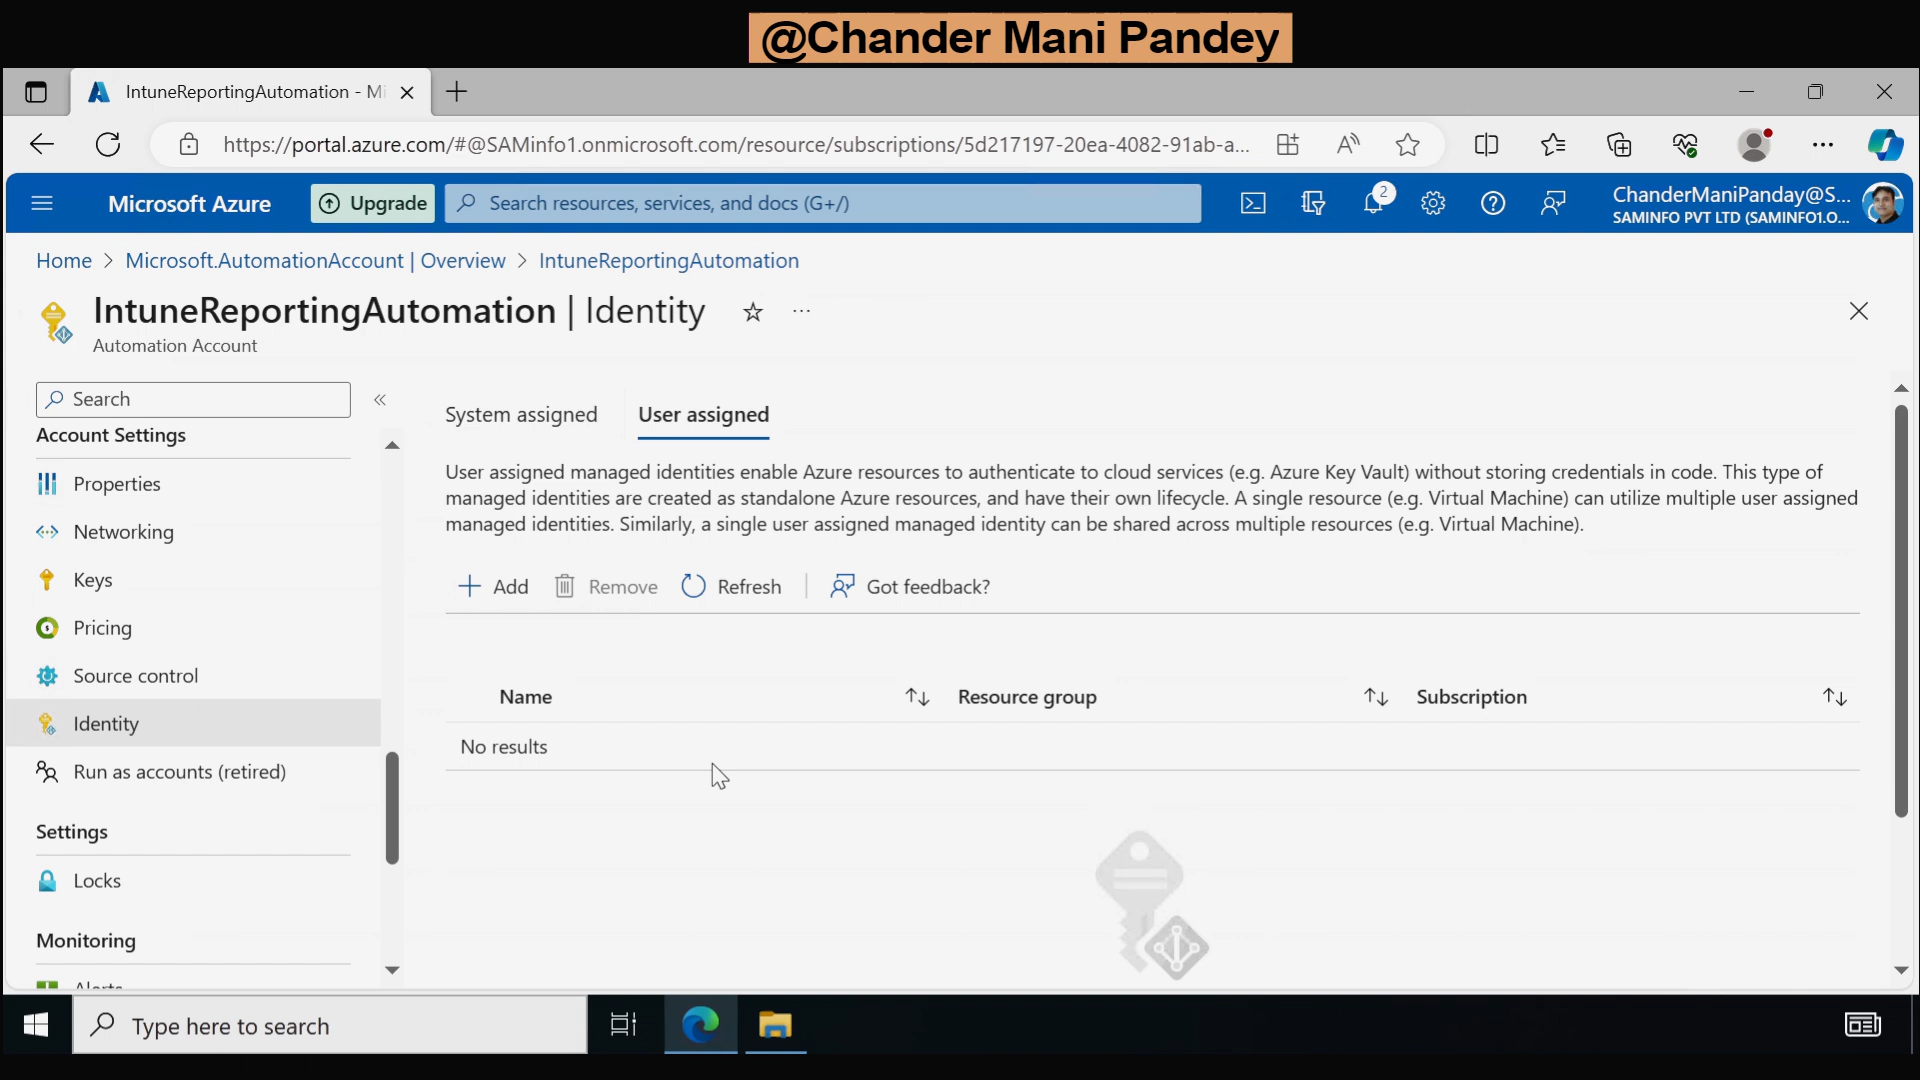 @Chander Mani Pandey
IntuneReportingAutomation - Mi
https://portal.azure.com/#@SAMinfo1.onmicrosoft.com/resource/subscriptions/5d217197-20ea-4082-91ab-a...
Microsoft Azure
Upgrade
Search resources, services, and docs (G+/)
2
ChanderManiPanday@S...
SAMINFO PVT LTD (SAMINFO1.O...
Home > Microsoft.AutomationAccount | Overview > IntuneReportingAutomation
IntuneReportingAutomation | Identity
Automation Account
Search
Account Settings
Properties
Networking
Keys
Pricing
Source control
Identity
Run as accounts (retired)
Settings
Locks
Monitoring
Alerts
System assigned
User assigned
User assigned managed identities enable Azure resources to authenticate to cloud services (e.g. Azure Key Vault) without storing credentials in code. This type of
managed identities are created as standalone Azure resources, and have their own lifecycle. A single resource (e.g. Virtual Machine) can utilize multiple user assigned
managed identities. Similarly, a single user assigned managed identity can be shared across multiple resources (e.g. Virtual Machine).
Add
Remove
Refresh
Got feedback?
Name
Resource group
Subscription
No results
Type here to search